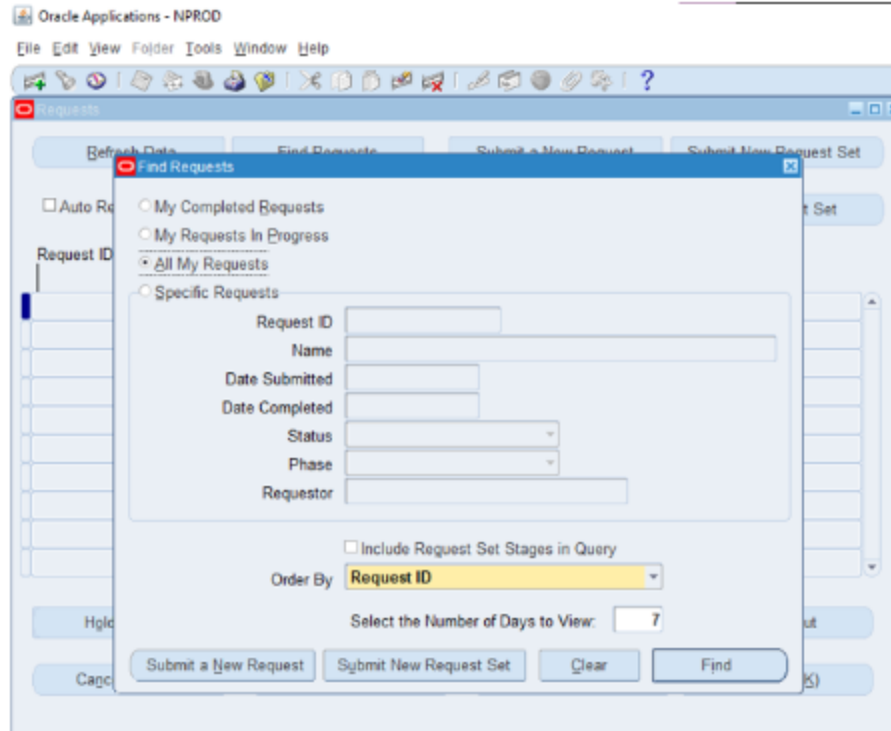 Oracle Applications - NPROD
File Edit View Folder Tools Window Help
Requests
Refresh Data Find Requests Submit a New Request Submit New Request Set
Find Requests
Auto Re
t Set
My Completed Requests
My Requests In Progress
Request ID
All My Requests
Specific Requests
Request ID
Name
Date Submitted
Date Completed
Status
Phase
Requestor
Include Request Set Stages in Query
Order By Request ID
Select the Number of Days to View: 7
Hold
ut
Submit a New Request Submit New Request Set Clear Find
Canc
K)